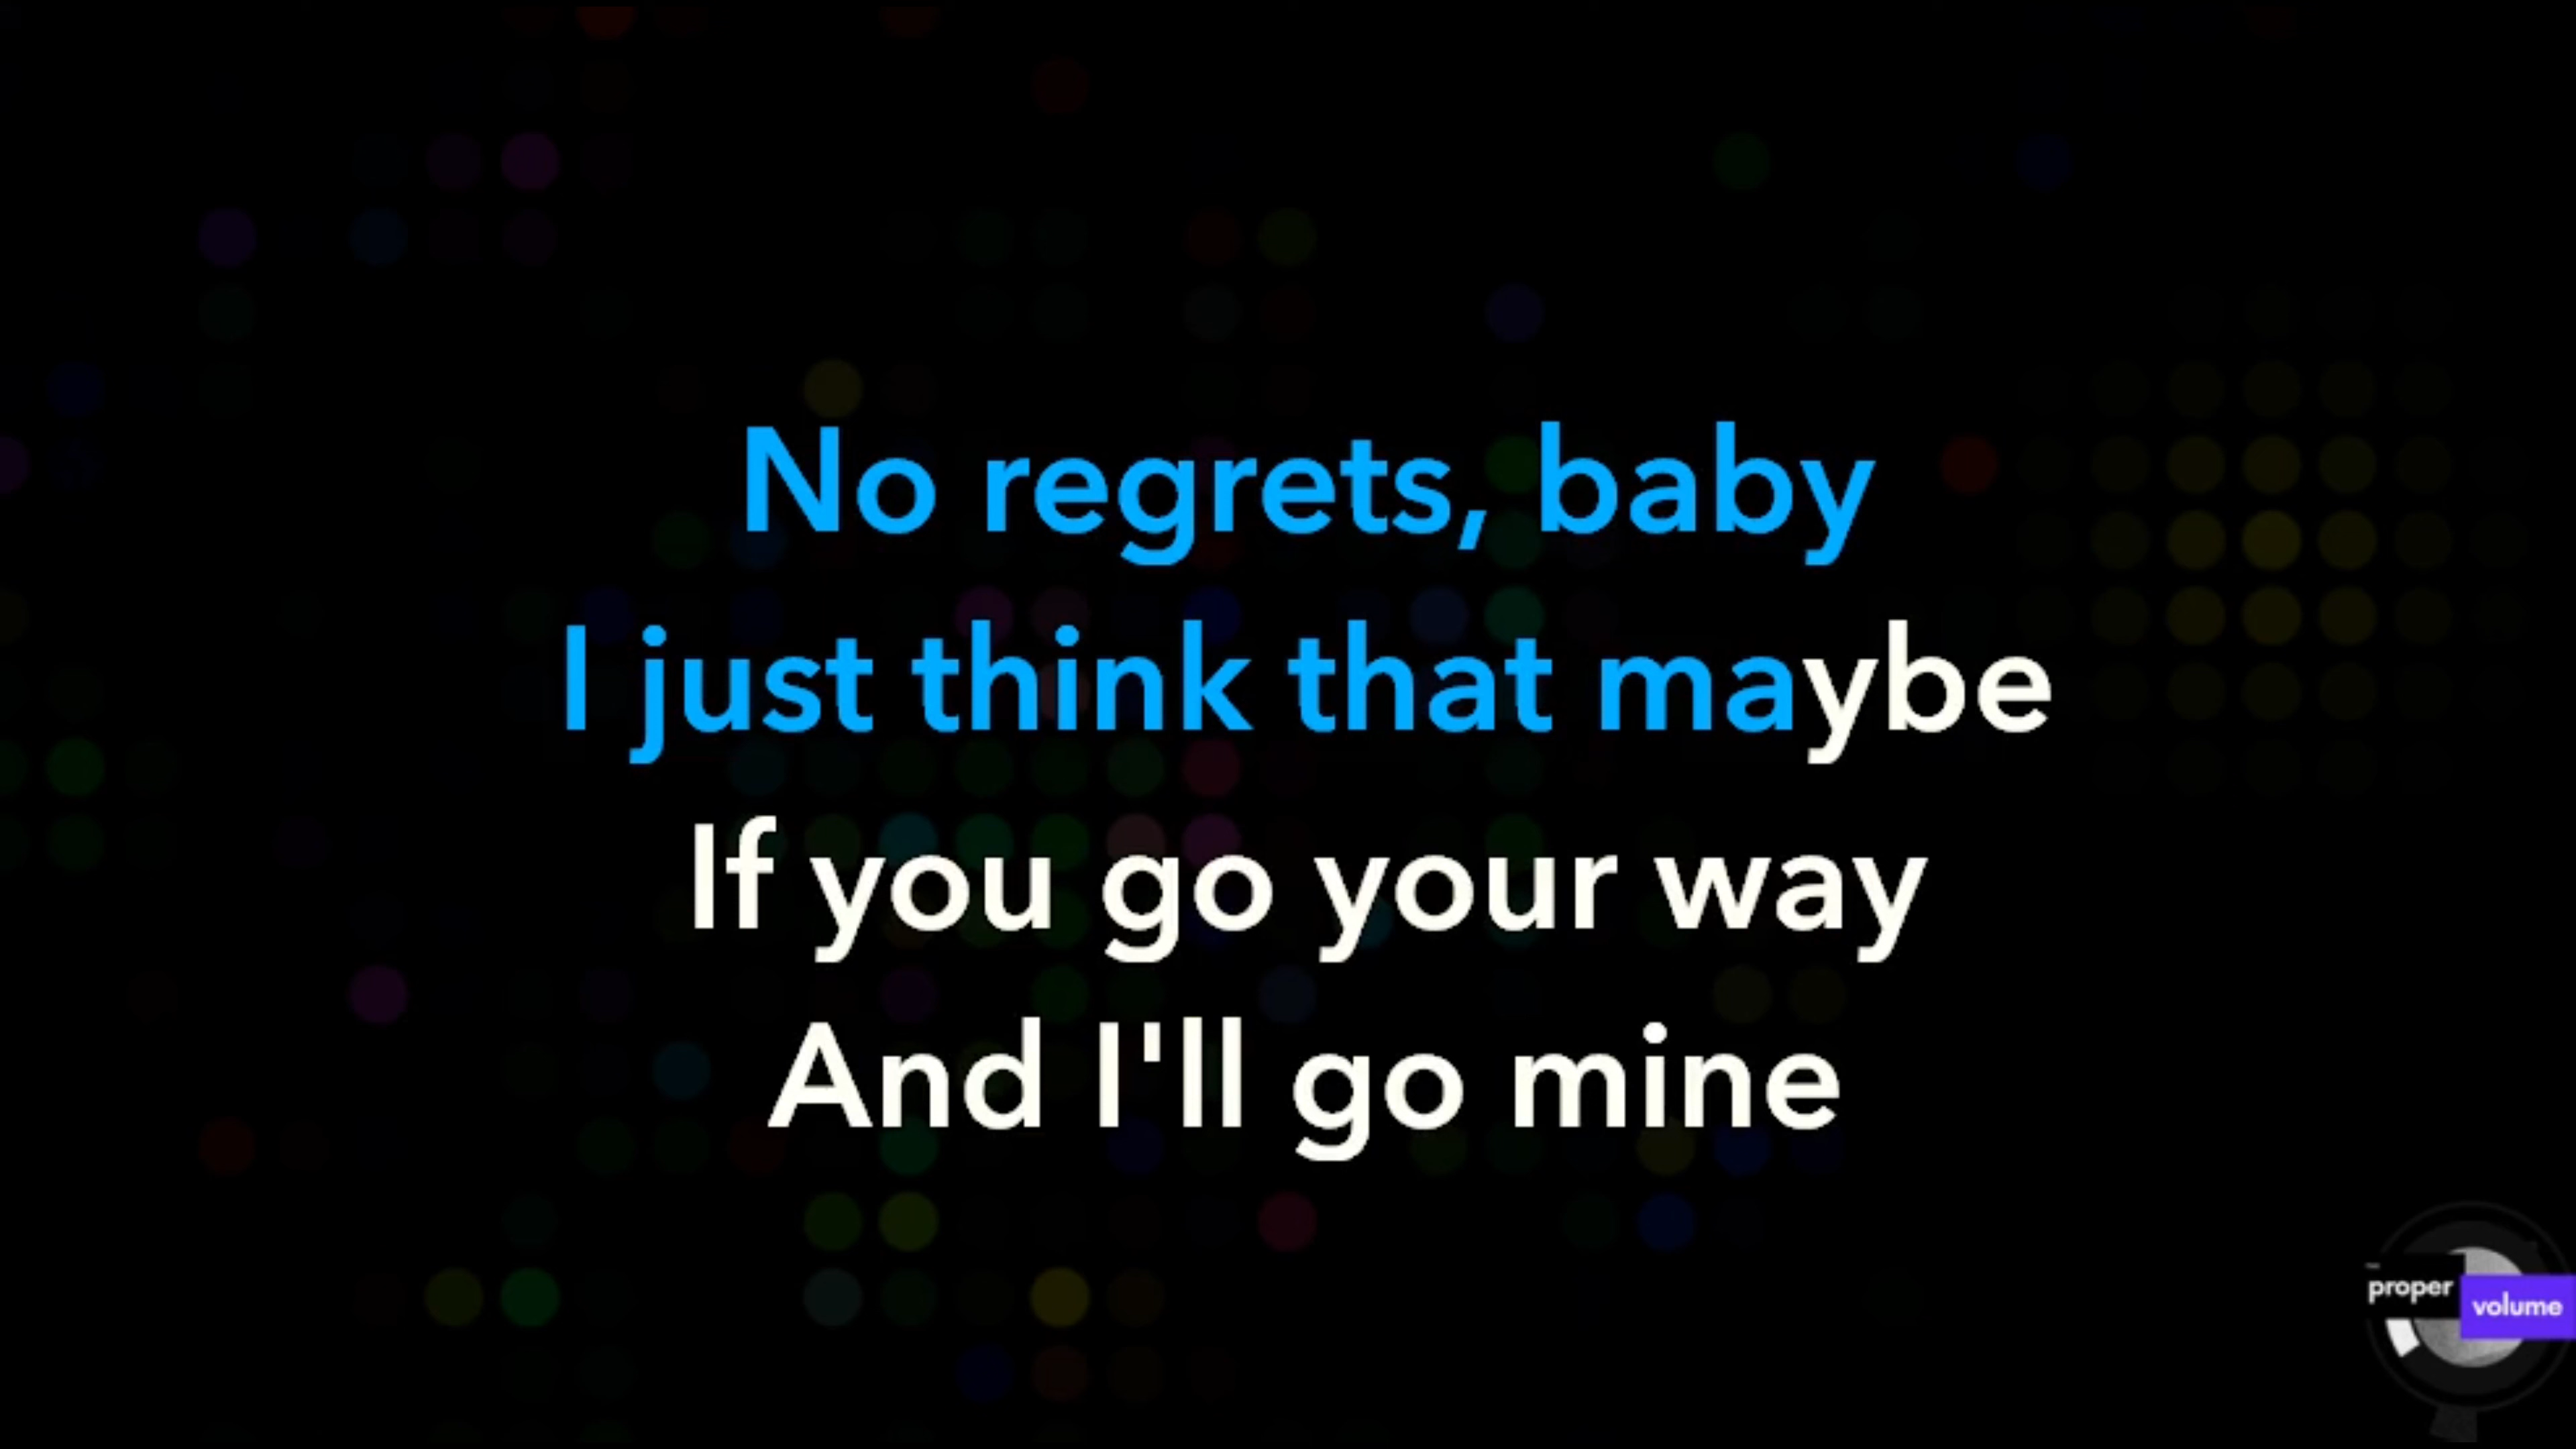 No regrets, baby
I just think that maybe
If you go your way
And I'll go mine
proper
volume